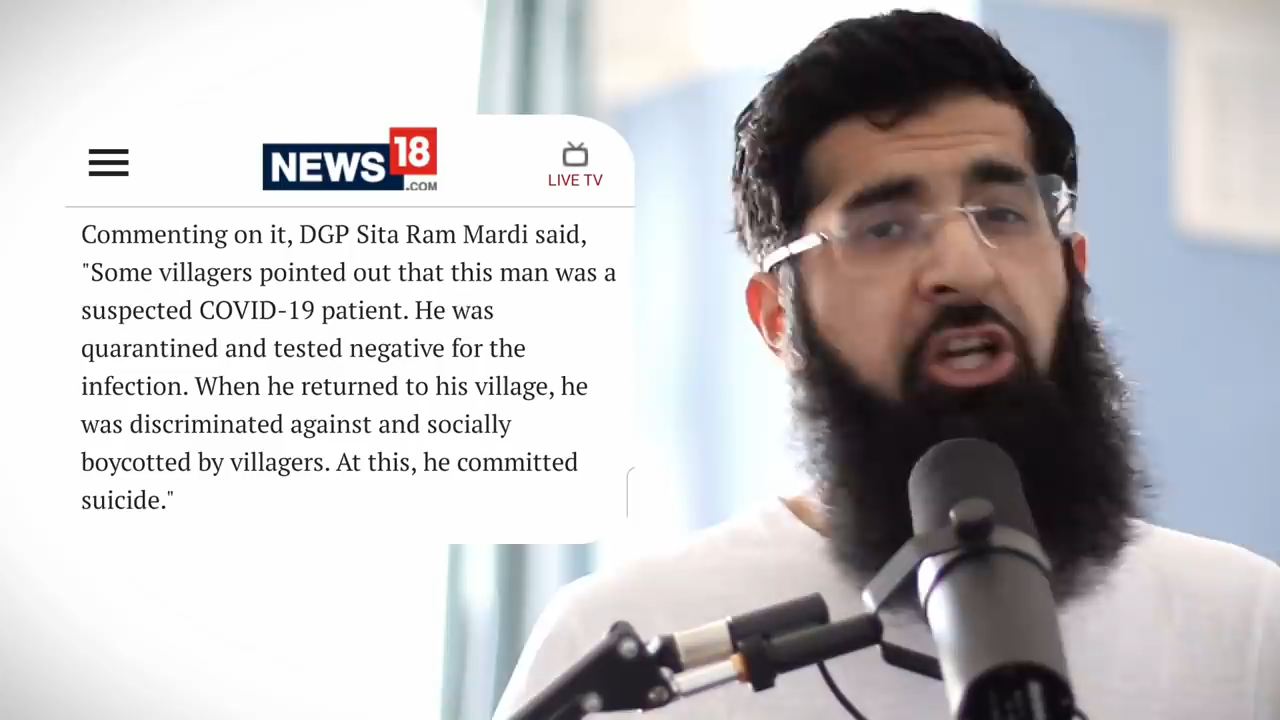 NEWS 18
.COM
LIVE TV
Commenting on it, DGP Sita Ram Mardi said,
"Some villagers pointed out that this man was a
suspected COVID-19 patient. He was
quarantined and tested negative for the
infection. When he returned to his village, he
was discriminated against and socially
boycotted by villagers. At this, he committed
suicide."